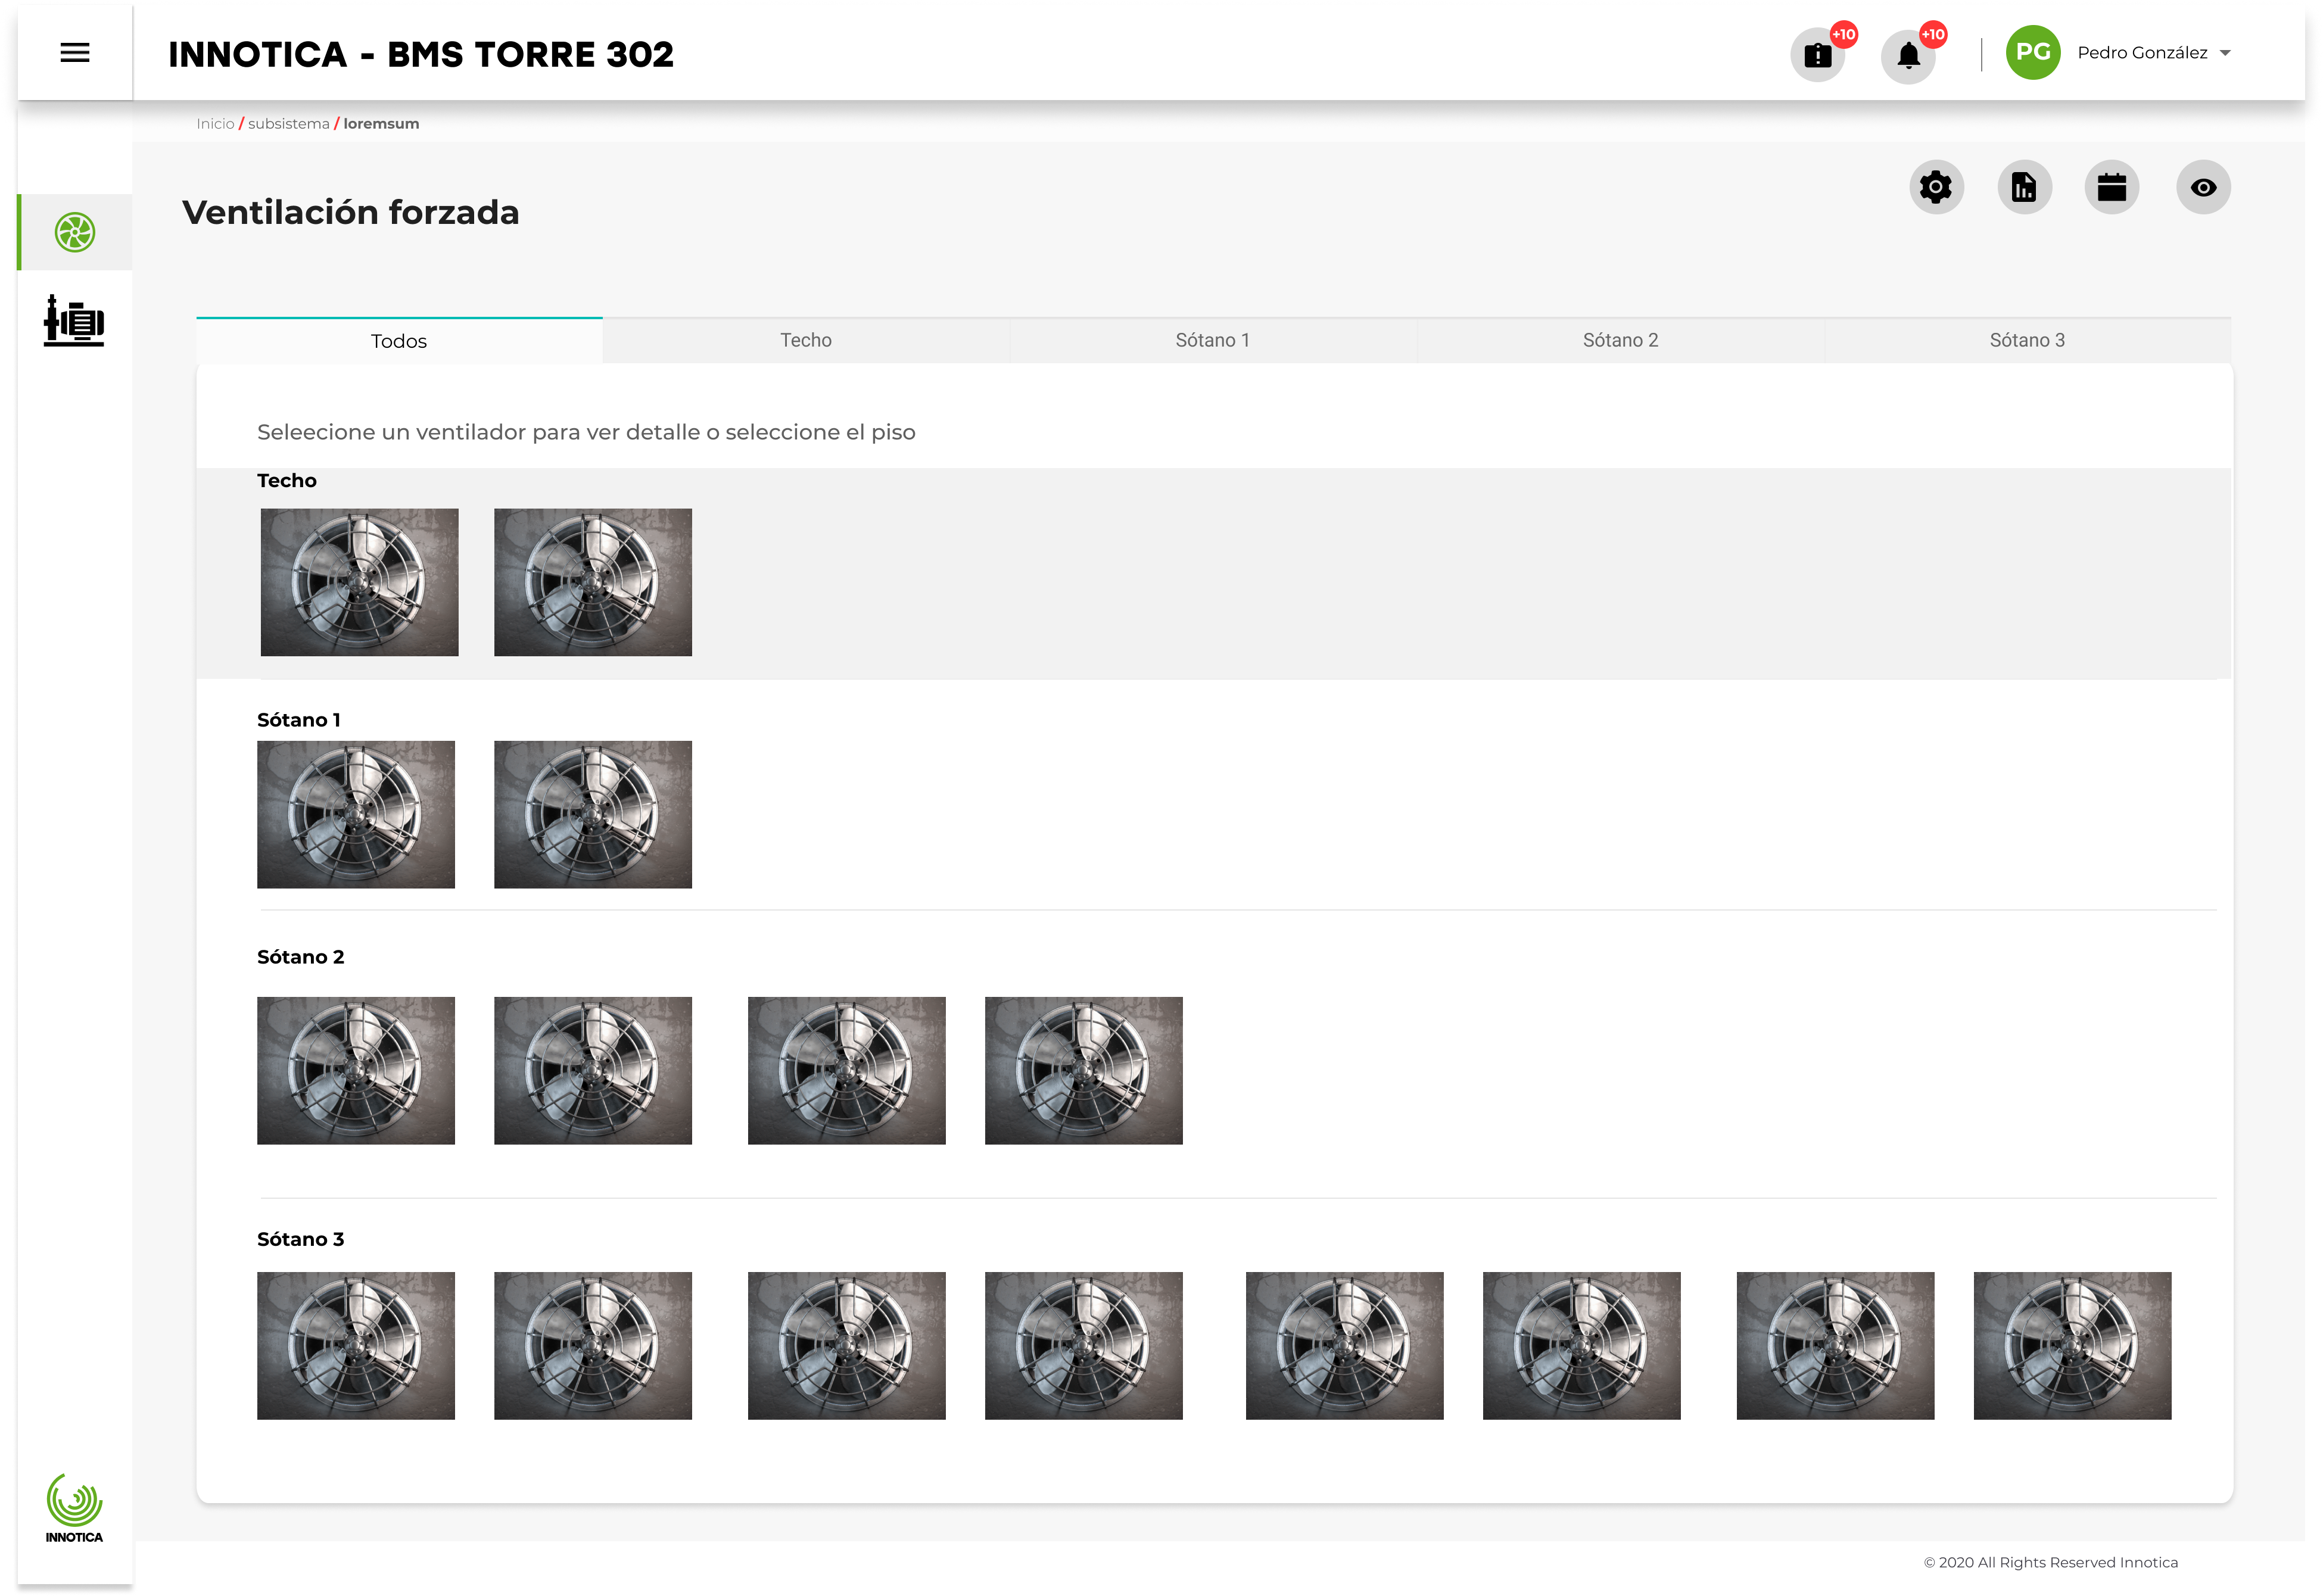 INNOTICA - BMS TORRE 302
+10
+10
PG
Pedro González
Inicio / subsistema / loremsum
Ventilación forzada
Todos
Techo
Sótano 1
Sótano 2
Sótano 3
Seleecione un ventilador para ver detalle o seleccione el piso
Techo
Sótano 1
Sótano 2
Sótano 3
INNOTICA
© 2020 All Rights Reserved Innotica